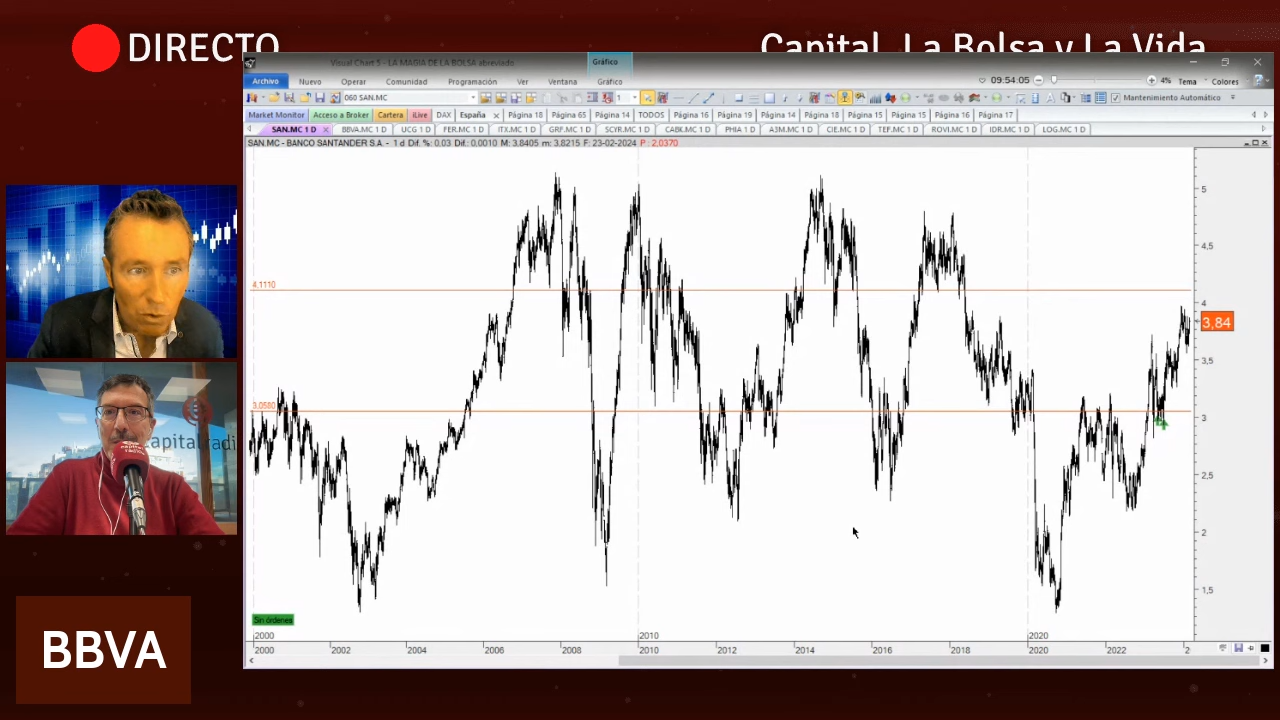 DIRECTO
Capital, La Bolsa y La Vida
Visual Chart 5 - LA MAGIA DE LA BOLSA abreviado
Gráfico
Archivo Nuevo Operar Comunidad Programación Ver Ventana Gráfico
09:54:05 4% Tema Colores
060 SAN.MC 1 Mantenimiento Automático
Market Monitor Acceso a Broker Cartera iLive DAX España x Página 18 Página 65 Página 14 TODOS Página 16 Página 19 Página 14 Página 18 Página 15 Página 15 Página 16 Página 17
SAN.MC 1 D x BBVA.MC 1 D UCG 1 D FER.MC 1 D ITX.MC 1 D GRF.MC 1 D SCYR.MC 1 D CABK.MC 1 D PHIA 1 D A3M.MC 1 D CIE.MC 1 D TEF.MC 1 D ROVI.MC 1 D IDR.MC 1 D LOG.MC 1 D
SAN.MC - BANCO SANTANDER S.A. - 1 d Dif. %: 0,03 Dif: 0,0010 M: 3,8405 m: 3,8215 F: 23-02-2024 P : 2,0370
5
4,5
4,1110
4
3,84
3,5
3,0580
3
2,5
2
1,5
Sin órdenes
2000 2010 2020
2000 2002 2004 2006 2008 2010 2012 2014 2016 2018 2020 2022 2
capital radi
BBVA